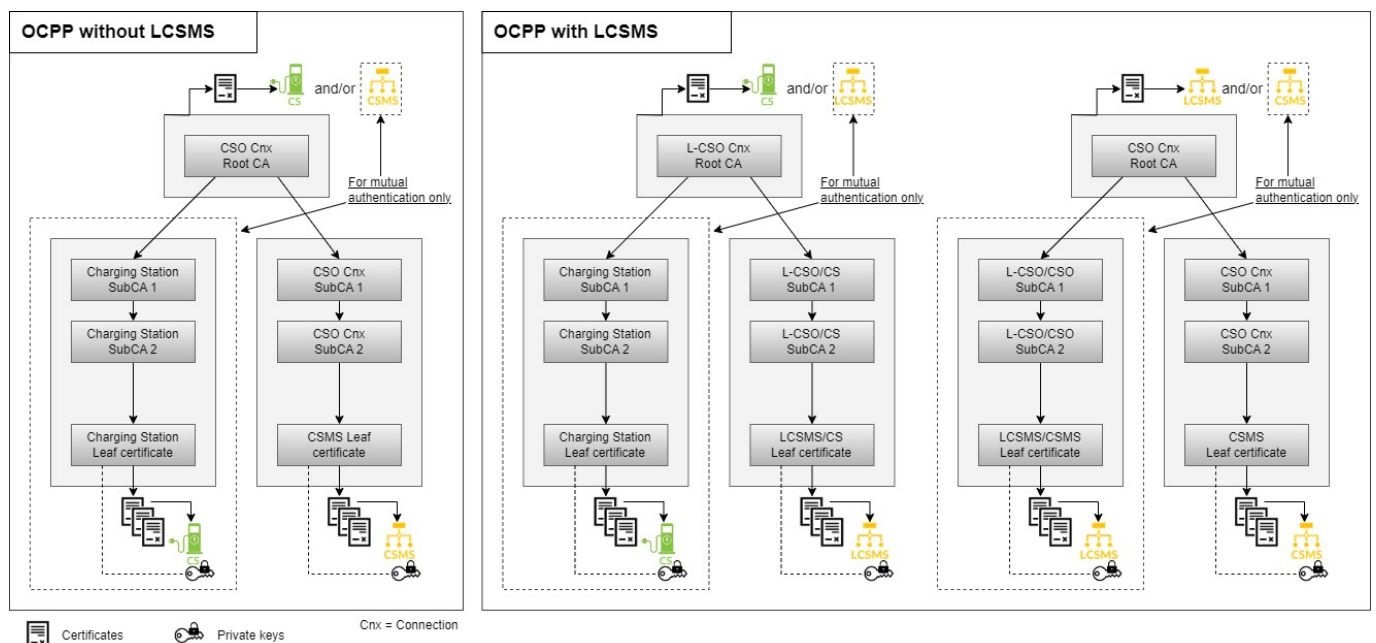 OCPP without LCSMS
CS
and/or
CSMS
CSO Cnx
Root CA
For mutual
authentication only
Charging Station
SubCA 1
Charging Station
SubCA 2
Charging Station
Leaf certificate
CS
CSO Cnx
SubCA 1
CSO Cnx
SubCA 2
CSMS Leaf
certificate
CSMS
OCPP with LCSMS
CS
and/or
LCSMS
L-CSO Cnx
Root CA
For mutual
authentication only
Charging Station
SubCA 1
Charging Station
SubCA 2
Charging Station
Leaf certificate
CS
L-CSO/CS
SubCA 1
L-CSO/CS
SubCA 2
LCSMS/CS
Leaf certificate
LCSMS
LCSMS
and/or
CSMS
CSO Cnx
Root CA
For mutual
authentication only
L-CSO/CSO
SubCA 1
L-CSO/CSO
SubCA 2
LCSMS/CSMS
Leaf certificate
LCSMS
CSO Cnx
SubCA 1
CSO Cnx
SubCA 2
CSMS
Leaf certificate
CSMS
Certificates
Private keys
Cnx = Connection